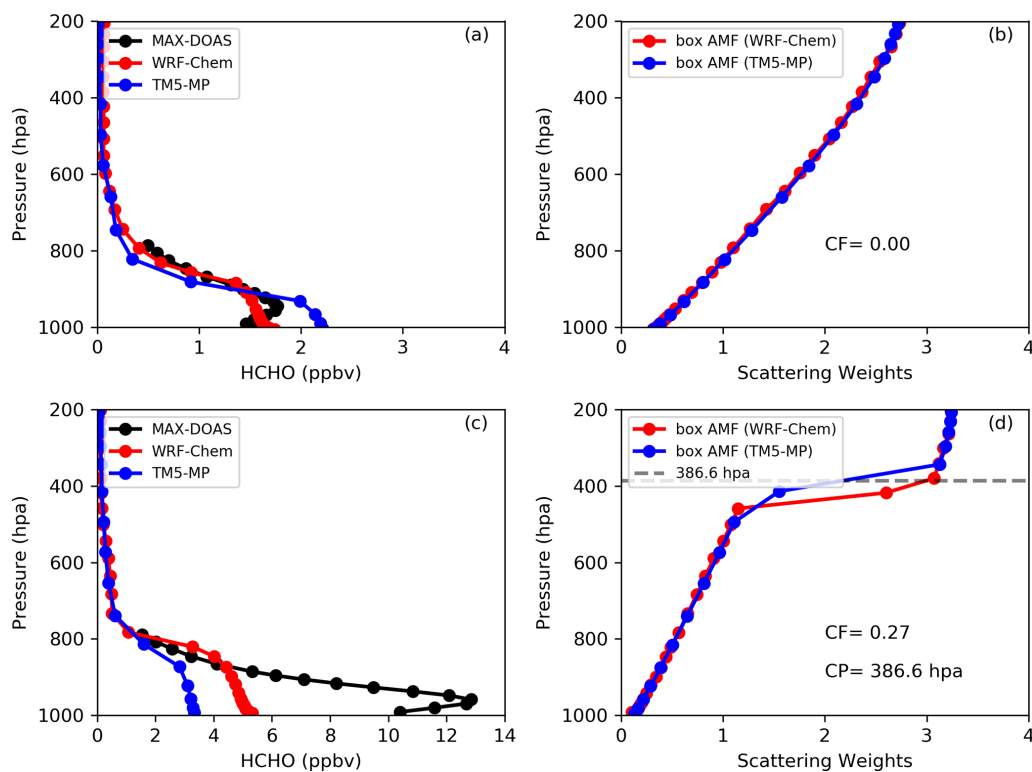 200
400
600
800
1000
Pressure (hpa)
MAX-DOAS
WRF-Chem
TM5-MP
(a)
0 1 2 3 4
HCHO (ppbv)
200
400
600
800
1000
Pressure (hpa)
box AMF (WRF-Chem)
box AMF (TM5-MP)
(b)
CF= 0.00
0 1 2 3 4
Scattering Weights
200
400
600
800
1000
Pressure (hpa)
MAX-DOAS
WRF-Chem
TM5-MP
(c)
0 2 4 6 8 10 12 14
HCHO (ppbv)
200
400
600
800
1000
Pressure (hpa)
box AMF (WRF-Chem)
box AMF (TM5-MP)
386.6 hpa
(d)
CF= 0.27
CP= 386.6 hpa
0 1 2 3 4
Scattering Weights